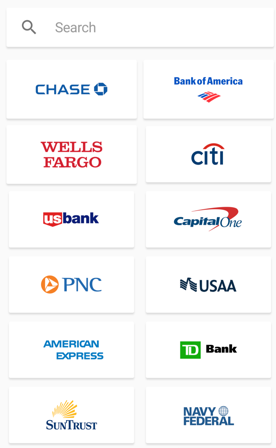 Search
CHASE
Bank of America
WELLS
FARGO
citi
usbank
Capital One
PNC
USAA
AMERICAN
EXPRESS
TD Bank
SUNTRUST
NAVY
FEDERAL